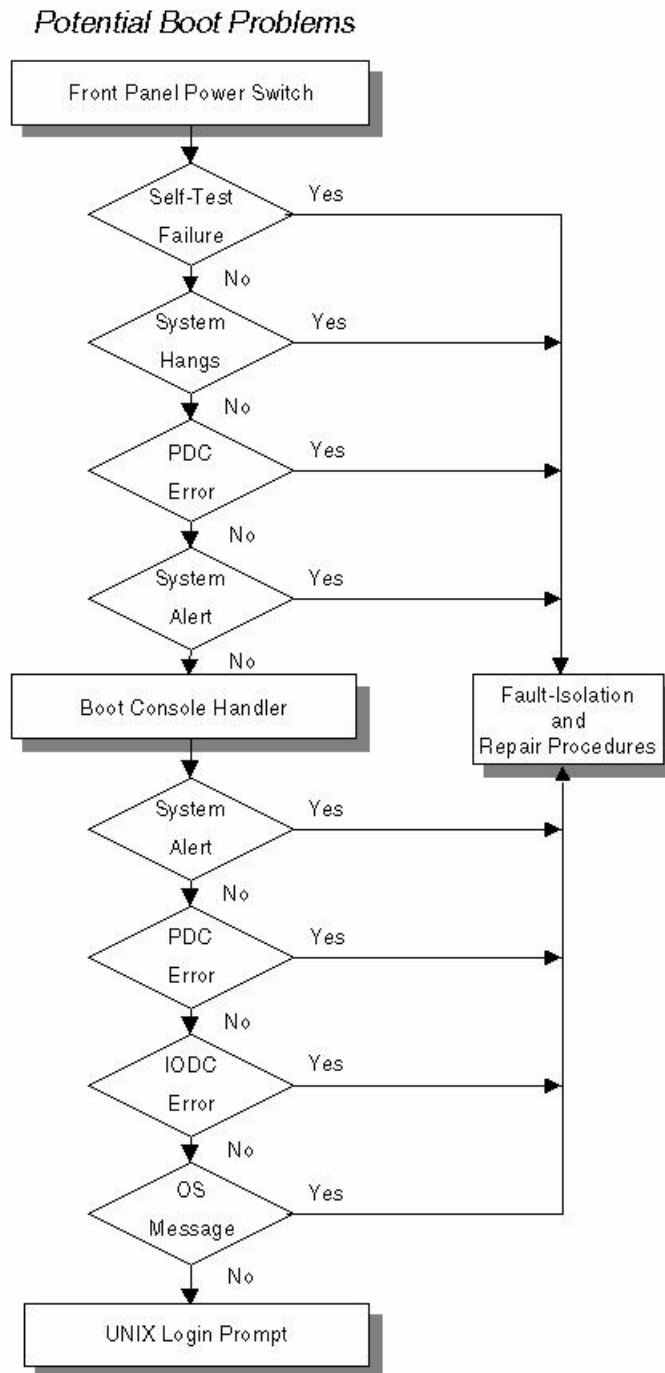 Potential Boot Problems
Front Panel Power Switch
Self-Test
Failure
Yes
No
System
Hangs
Yes
No
PDC
Error
Yes
No
System
Alert
Yes
No
Boot Console Handler
Fault-Isolation
and
Repair Procedures
System
Alert
Yes
No
PDC
Error
Yes
No
IODC
Error
Yes
No
OS
Message
Yes
No
UNIX Login Prompt